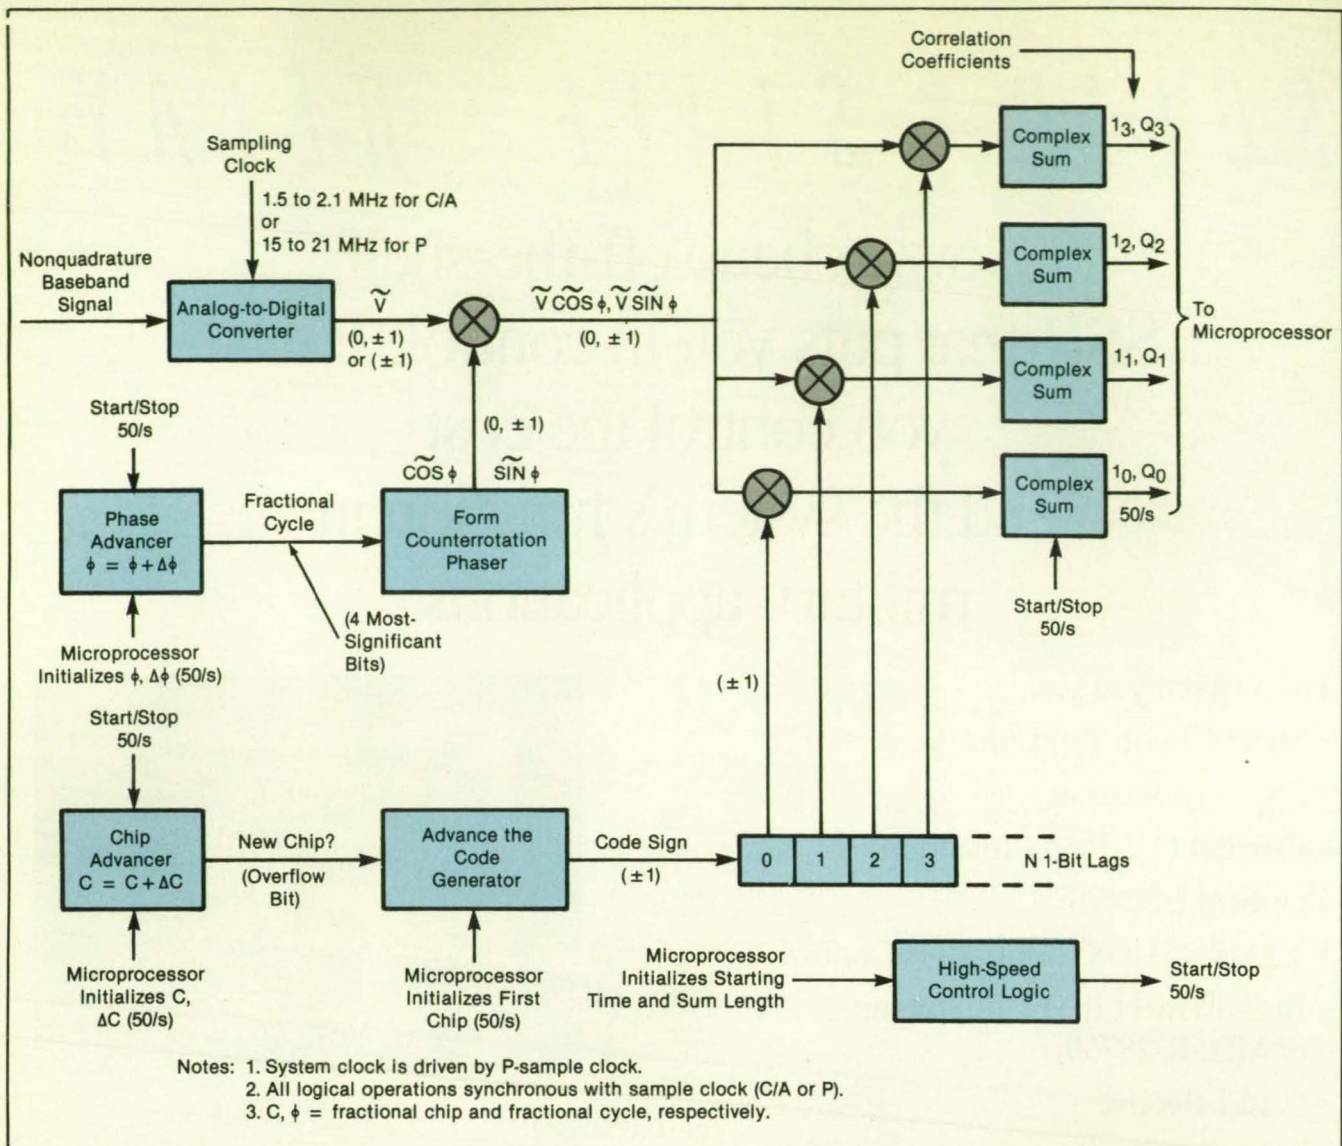 Correlation
Coefficients
Sampling
Clock
1.5 to 2.1 MHz for C/A
or
15 to 21 MHz for P
Nonquadrature
Baseband
Signal
Analog-to-Digital
Converter
Ṽ
(0, ±1)
or (±1)
Ṽ C͂OS ϕ, Ṽ S͂IN ϕ
(0, ±1)
Complex
Sum
1₃, Q₃
Complex
Sum
1₂, Q₂
To
Microprocessor
Complex
Sum
1₁, Q₁
Complex
Sum
1₀, Q₀
50/s
Start/Stop
50/s
Start/Stop
50/s
(0, ±1)
C͂OS ϕ S͂IN ϕ
Phase
Advancer
ϕ = ϕ + Δϕ
Fractional
Cycle
Form
Counterrotation
Phaser
(4 Most-
Significant
Bits)
Microprocessor
Initializes ϕ, Δϕ (50/s)
(±1)
Start/Stop
50/s
Chip
Advancer
C = C + ΔC
New Chip?
(Overflow
Bit)
Advance the
Code
Generator
Code Sign
(±1)
0 1 2 3
N 1-Bit Lags
Microprocessor
Initializes C,
ΔC (50/s)
Microprocessor
Initializes First
Chip (50/s)
Microprocessor
Initializes Starting
Time and Sum Length
High-Speed
Control Logic
Start/Stop
50/s
Notes: 1. System clock is driven by P-sample clock.
2. All logical operations synchronous with sample clock (C/A or P).
3. C, ϕ = fractional chip and fractional cycle, respectively.